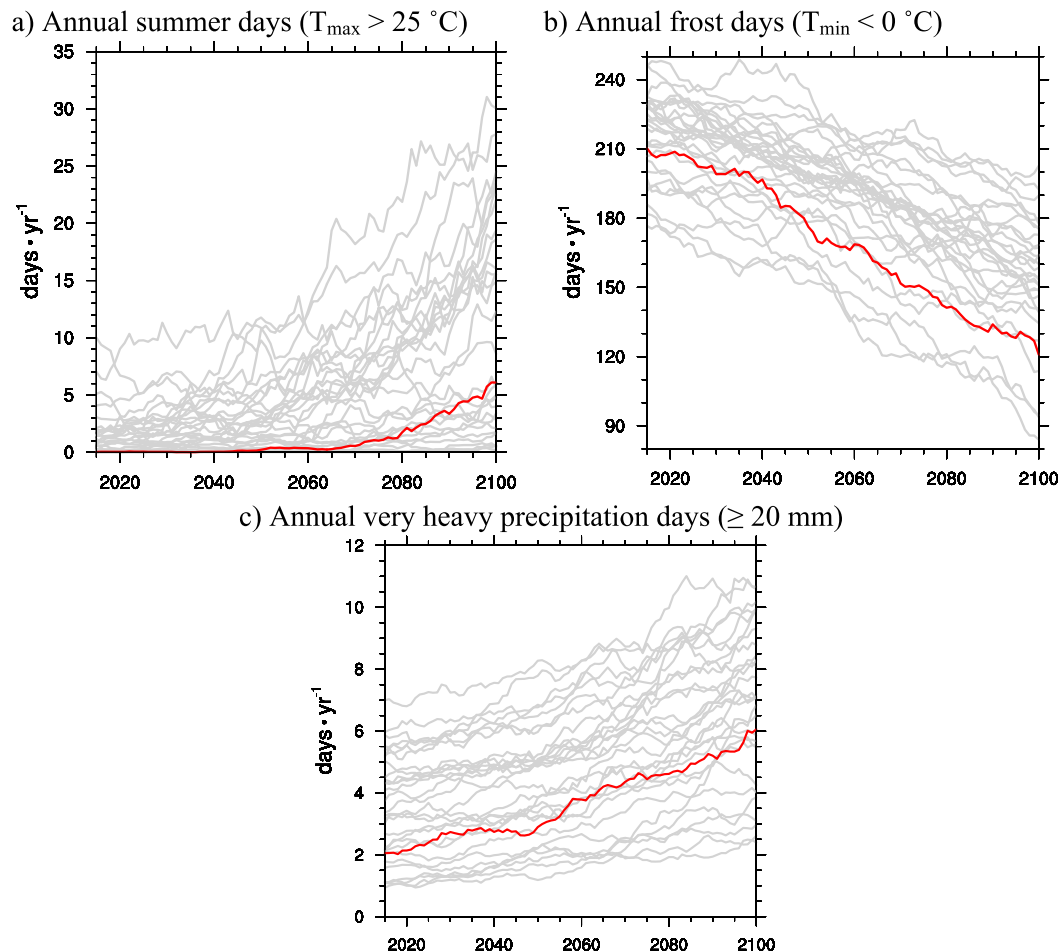 a) Annual summer days (Tmax > 25 ˚C)
b) Annual frost days (Tmin < 0 ˚C)
35
30
25
20
15
10
5
0
days • yr-1
2020 2040 2060 2080 2100
240
210
180
150
120
90
days • yr-1
2020 2040 2060 2080 2100
c) Annual very heavy precipitation days (≥ 20 mm)
12
10
8
6
4
2
0
days • yr-1
2020 2040 2060 2080 2100